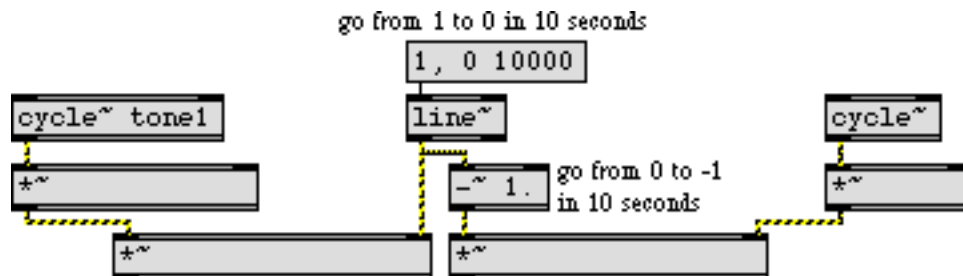 go from 1 to 0 in 10 seconds
1, 0 10000
cycle~ tone1
line~
cycle~
*~
-~ 1.
go from 0 to -1
in 10 seconds
*~
*~
*~